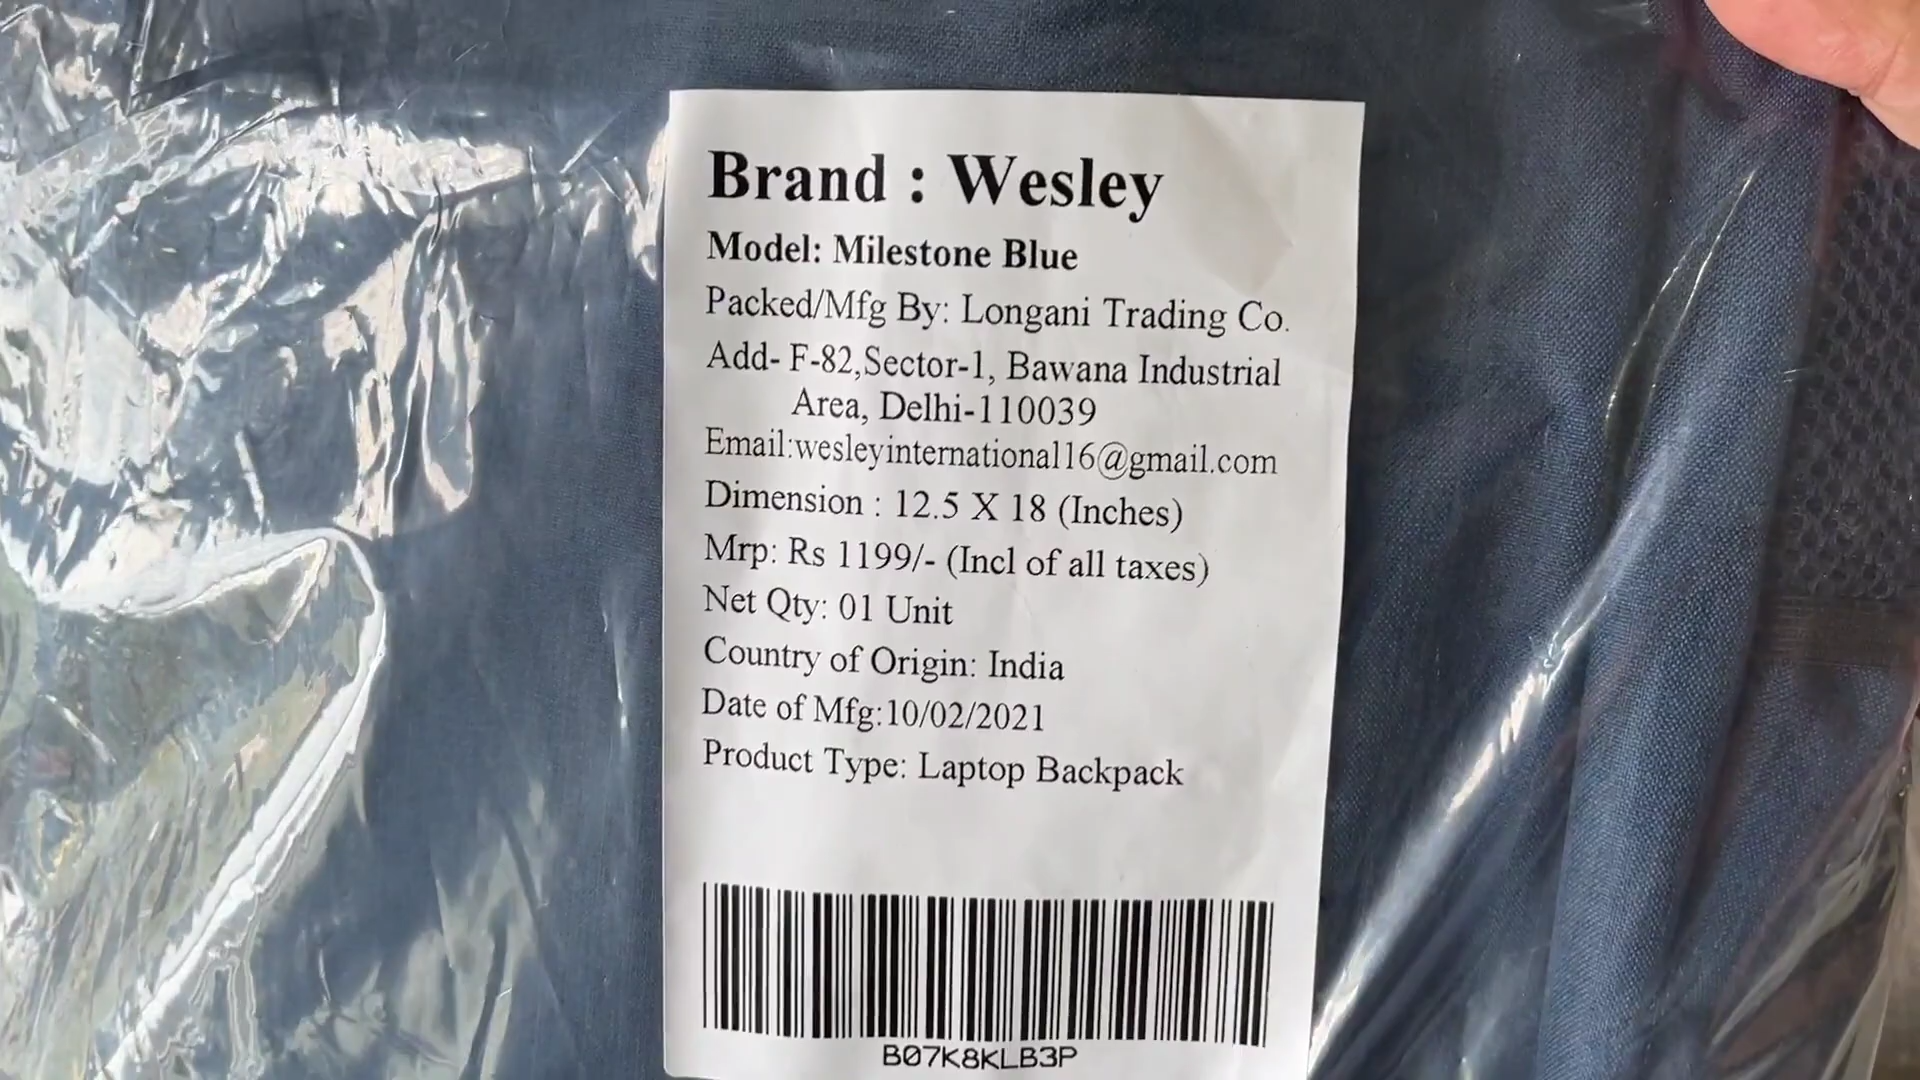 Brand : Wesley
Model: Milestone Blue
Packed/Mfg By: Longani Trading Co.
Add- F-82,Sector-1, Bawana Industrial
Area, Delhi-110039
Email:wesleyinternational16@gmail.com
Dimension : 12.5 X 18 (Inches)
Mrp: Rs 1199/- (Incl of all taxes)
Net Qty: 01 Unit
Country of Origin: India
Date of Mfg:10/02/2021
Product Type: Laptop Backpack
B07K8KLB3P